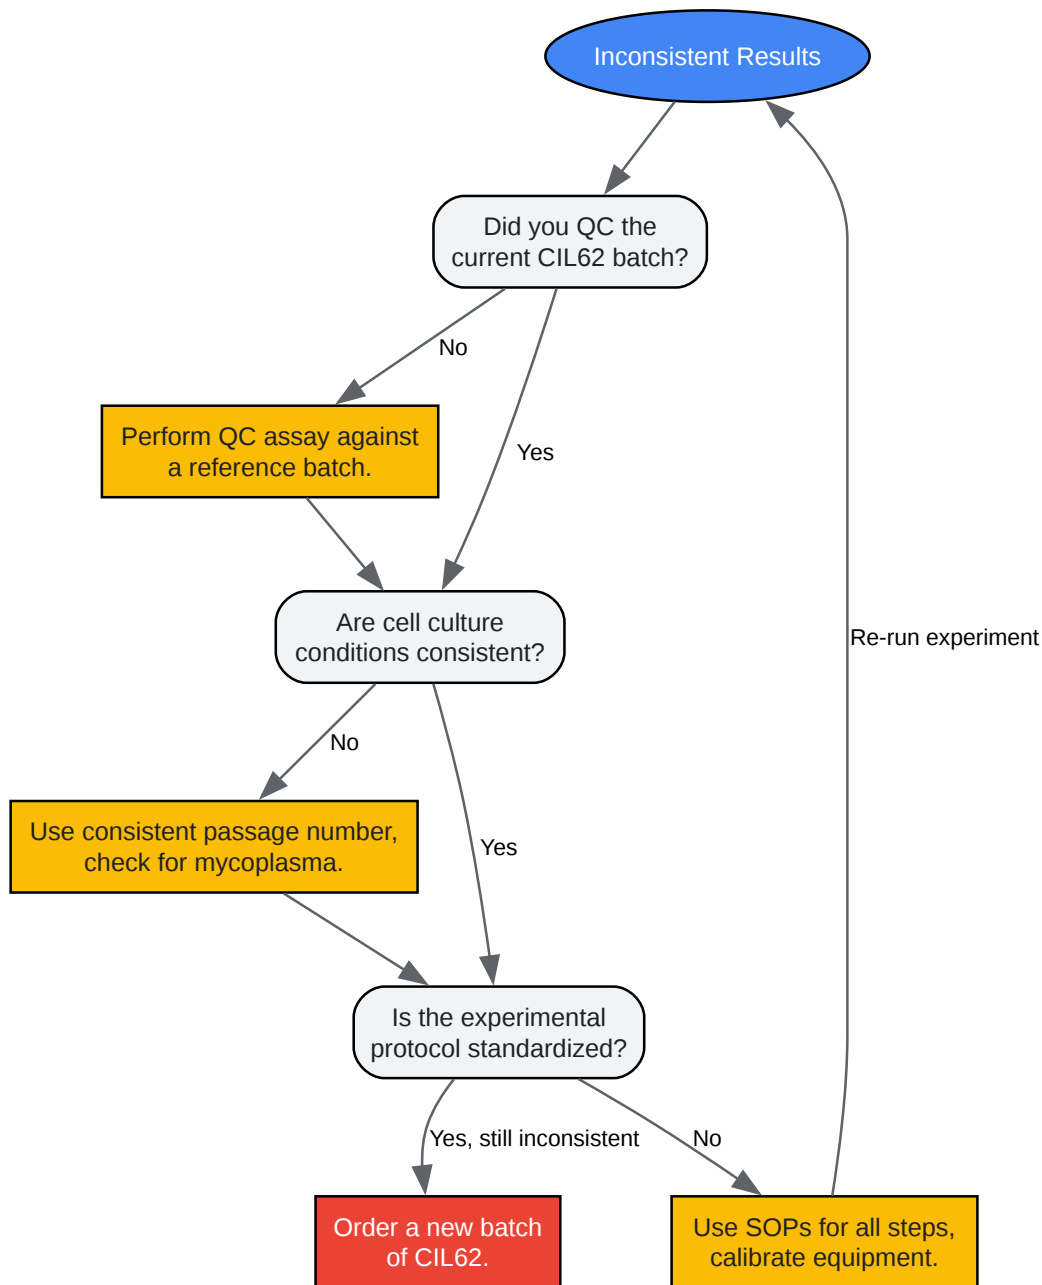 Inconsistent Results
Did you QC the
current CIL62 batch?
No
Yes
Perform QC assay against
a reference batch.
Are cell culture
conditions consistent?
Re-run experiment
No
Yes
Use consistent passage number,
check for mycoplasma.
Is the experimental
protocol standardized?
Yes, still inconsistent
No
Order a new batch
of CIL62.
Use SOPs for all steps,
calibrate equipment.